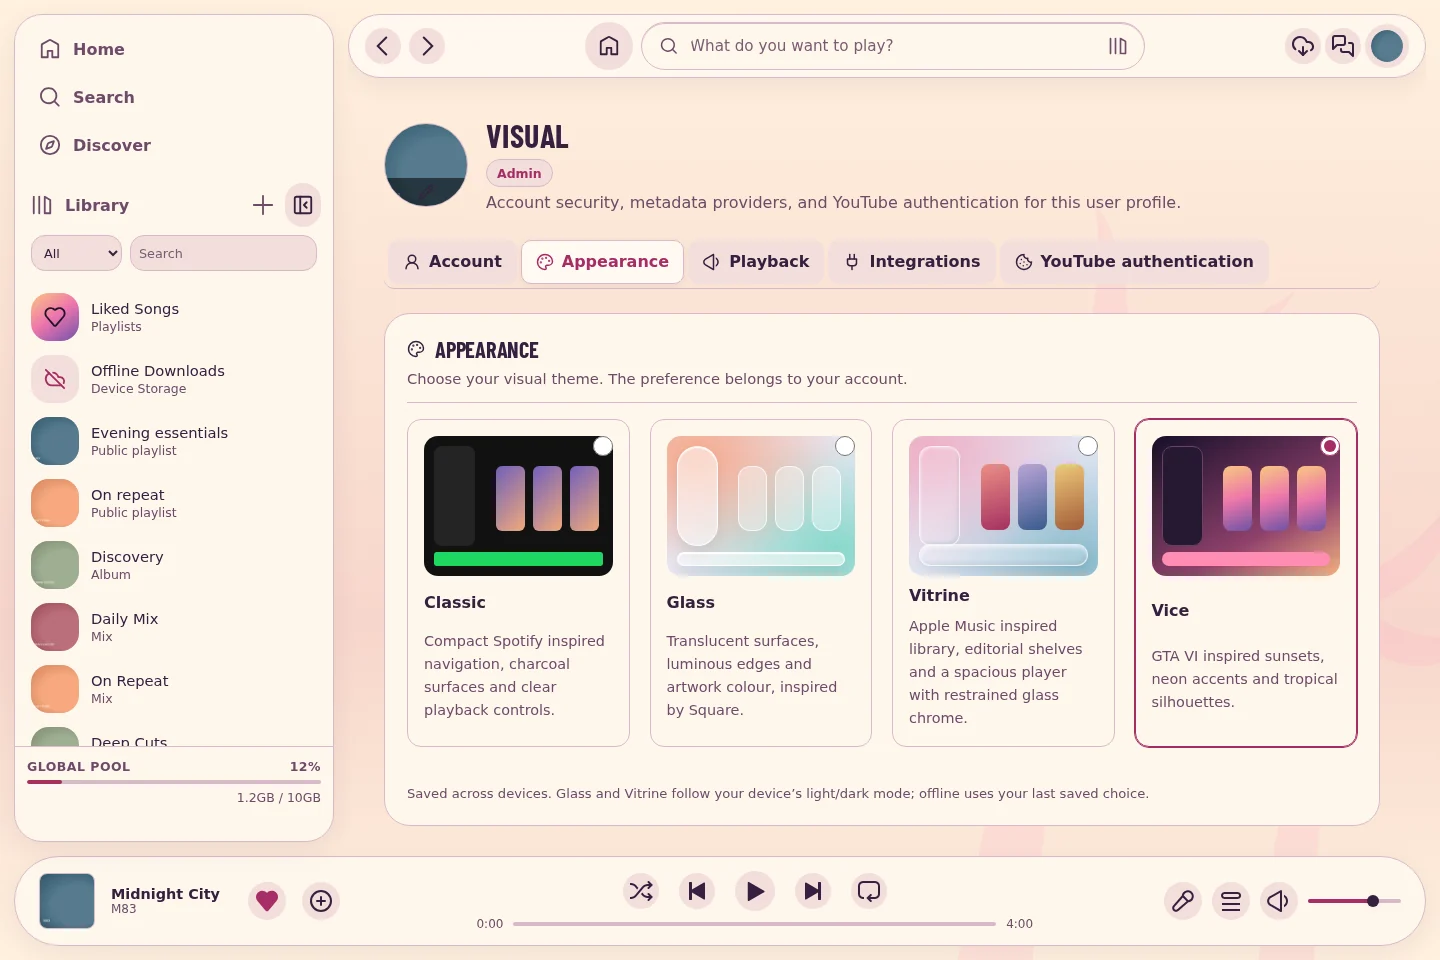 Home
Search
Discover
Library
All
Search
Liked Songs
Playlists
Offline Downloads
Device Storage
Evening essentials
Public playlist
On repeat
Public playlist
Discovery
Album
Daily Mix
Mix
On Repeat
Mix
Deep Cuts
GLOBAL POOL 12%
1.2GB / 10GB
What do you want to play?
VISUAL
Admin
Account security, metadata providers, and YouTube authentication for this user profile.
Account Appearance Playback Integrations YouTube authentication
APPEARANCE
Choose your visual theme. The preference belongs to your account.
Classic
Compact Spotify inspired
navigation, charcoal
surfaces and clear
playback controls.
Glass
Translucent surfaces,
luminous edges and
artwork colour, inspired
by Square.
Vitrine
Apple Music inspired
library, editorial shelves
and a spacious player
with restrained glass
chrome.
Vice
GTA VI inspired sunsets,
neon accents and tropical
silhouettes.
Saved across devices. Glass and Vitrine follow your device’s light/dark mode; offline uses your last saved choice.
Midnight City
M83
0:00 4:00